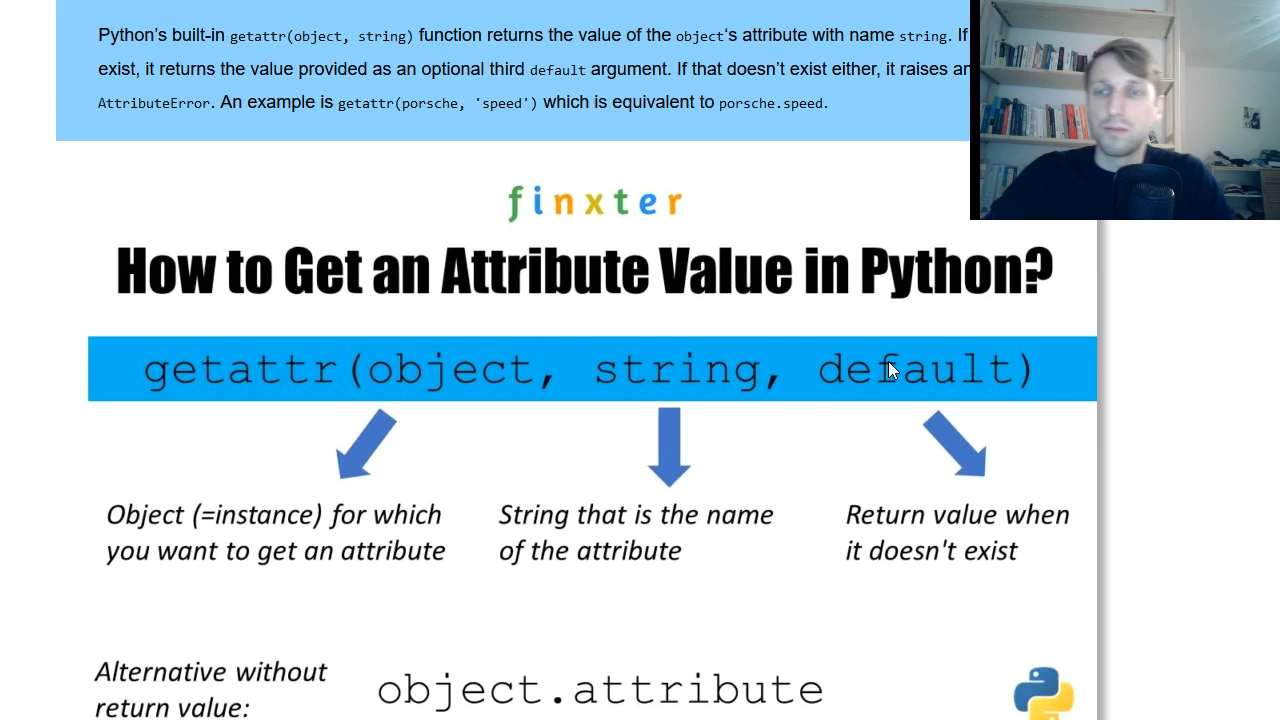 Python’s built-in getattr(object, string) function returns the value of the object‘s attribute with name string. If
exist, it returns the value provided as an optional third default argument. If that doesn’t exist either, it raises an
AttributeError. An example is getattr(porsche, 'speed') which is equivalent to porsche.speed.
finxter
How to Get an Attribute Value in Python?
getattr(object, string, default)
Object (=instance) for which
you want to get an attribute
String that is the name
of the attribute
Return value when
it doesn't exist
Alternative without
return value:
object.attribute